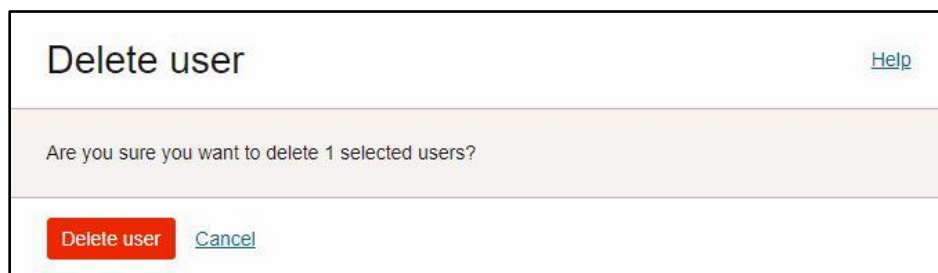 Delete user
Help
Are you sure you want to delete 1 selected users?
Delete user
Cancel